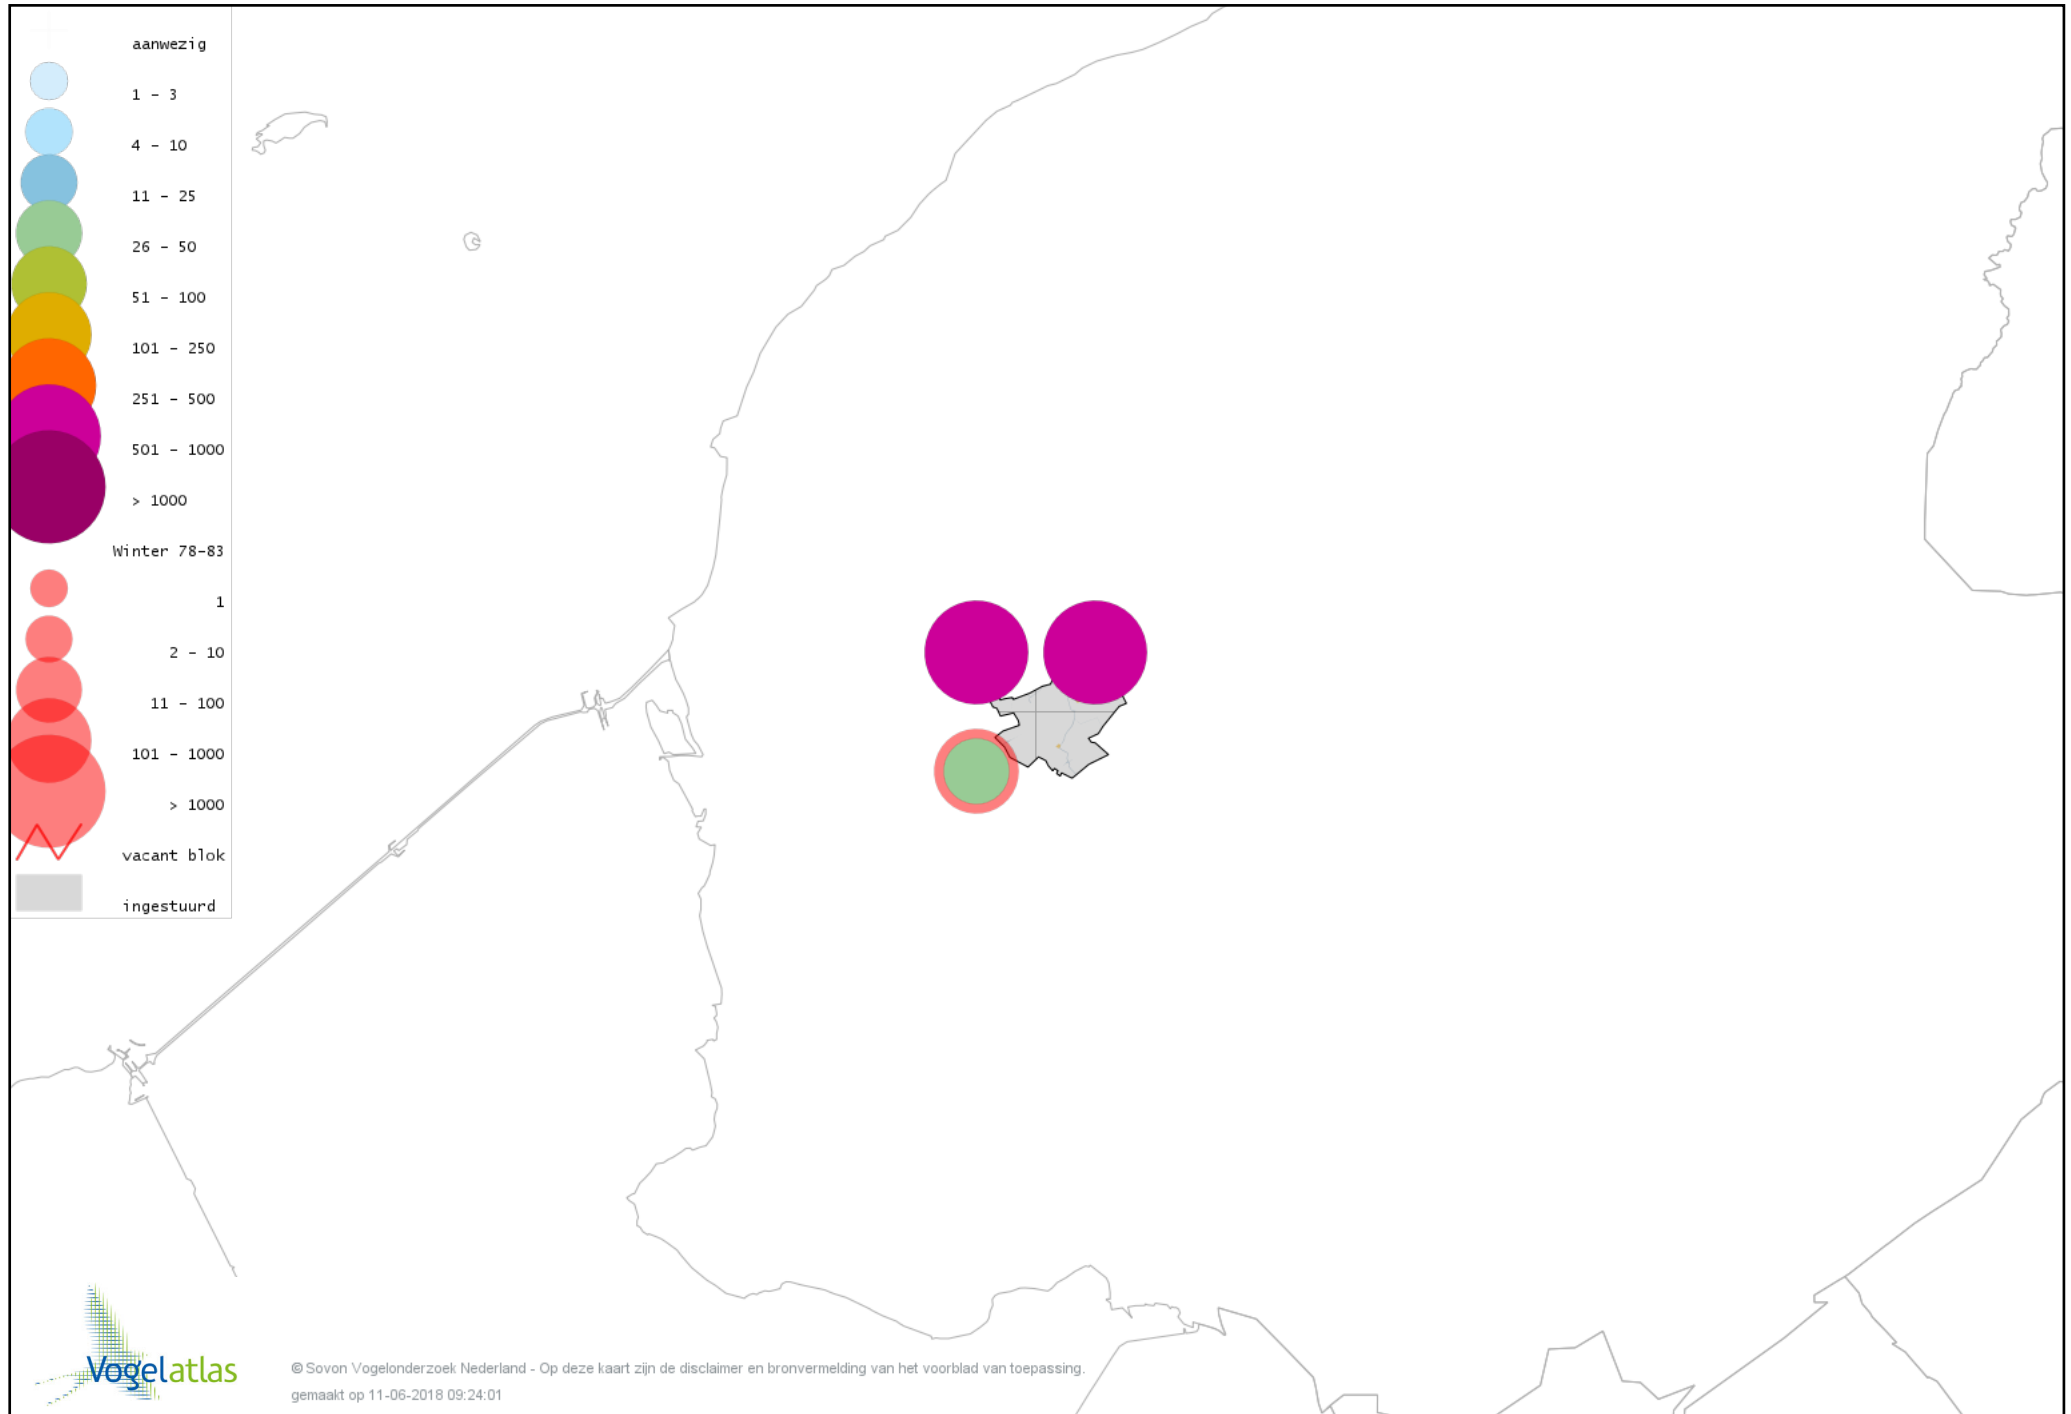 aanwezig
1 - 3
4 - 10
11 - 25
26 - 50
51 - 100
101 - 250
251 - 500
501 - 1000
> 1000
Winter 78-83
1
2 - 10
11 - 100
101 - 1000
> 1000
vacant blok
ingestuurd
Vogelatlas
© Sovon Vogelonderzoek Nederland - Op deze kaart zijn de disclaimer en bronvermelding van het voorblad van toepassing.
gemaakt op 11-06-2018 09:24:01